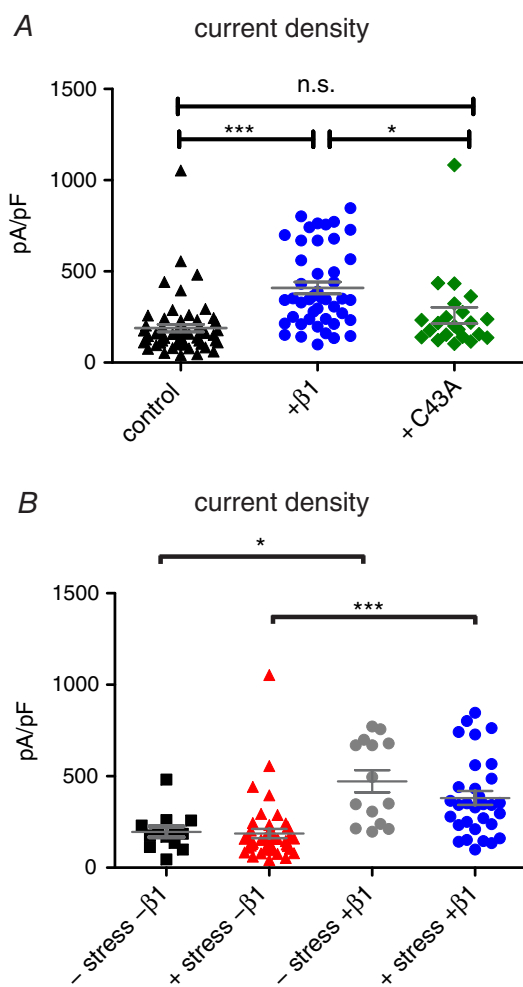 A current density
n.s.
*** *
1500
1000
500
0
pA/pF
control +β1 + C43A
B current density
*
***
1500
1000
500
0
pA/pF
– stress –β1 + stress –β1 – stress +β1 + stress +β1